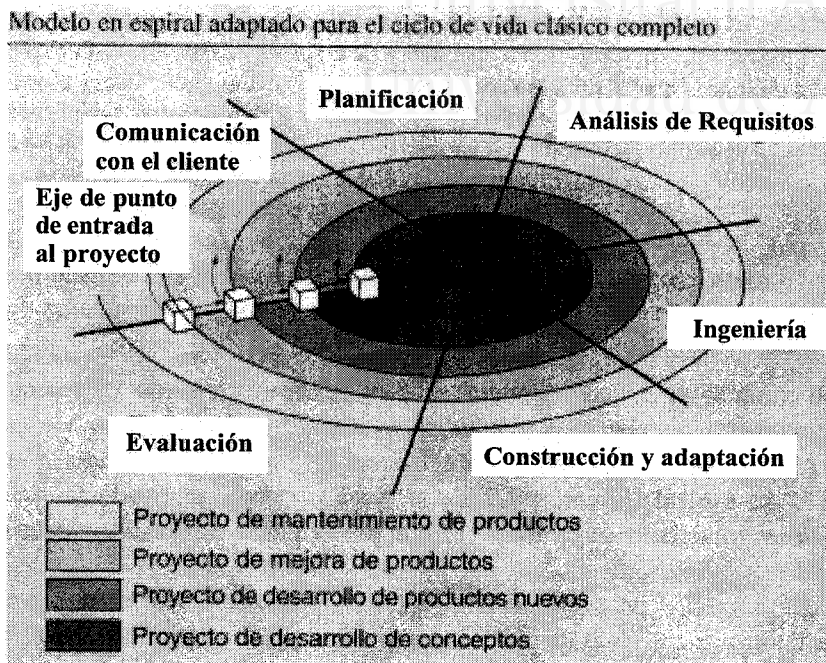 Modelo en espiral adaptado para el ciclo de vida clásico completo
Planificación
Análisis de Requisitos
Comunicación
con el cliente
Eje de punto
de entrada
al proyecto
Ingeniería
Evaluación
Construcción y adaptación
Proyecto de mantenimiento de productos
Proyecto de mejora de productos
Proyecto de desarrollo de productos nuevos
Proyecto de desarrollo de conceptos